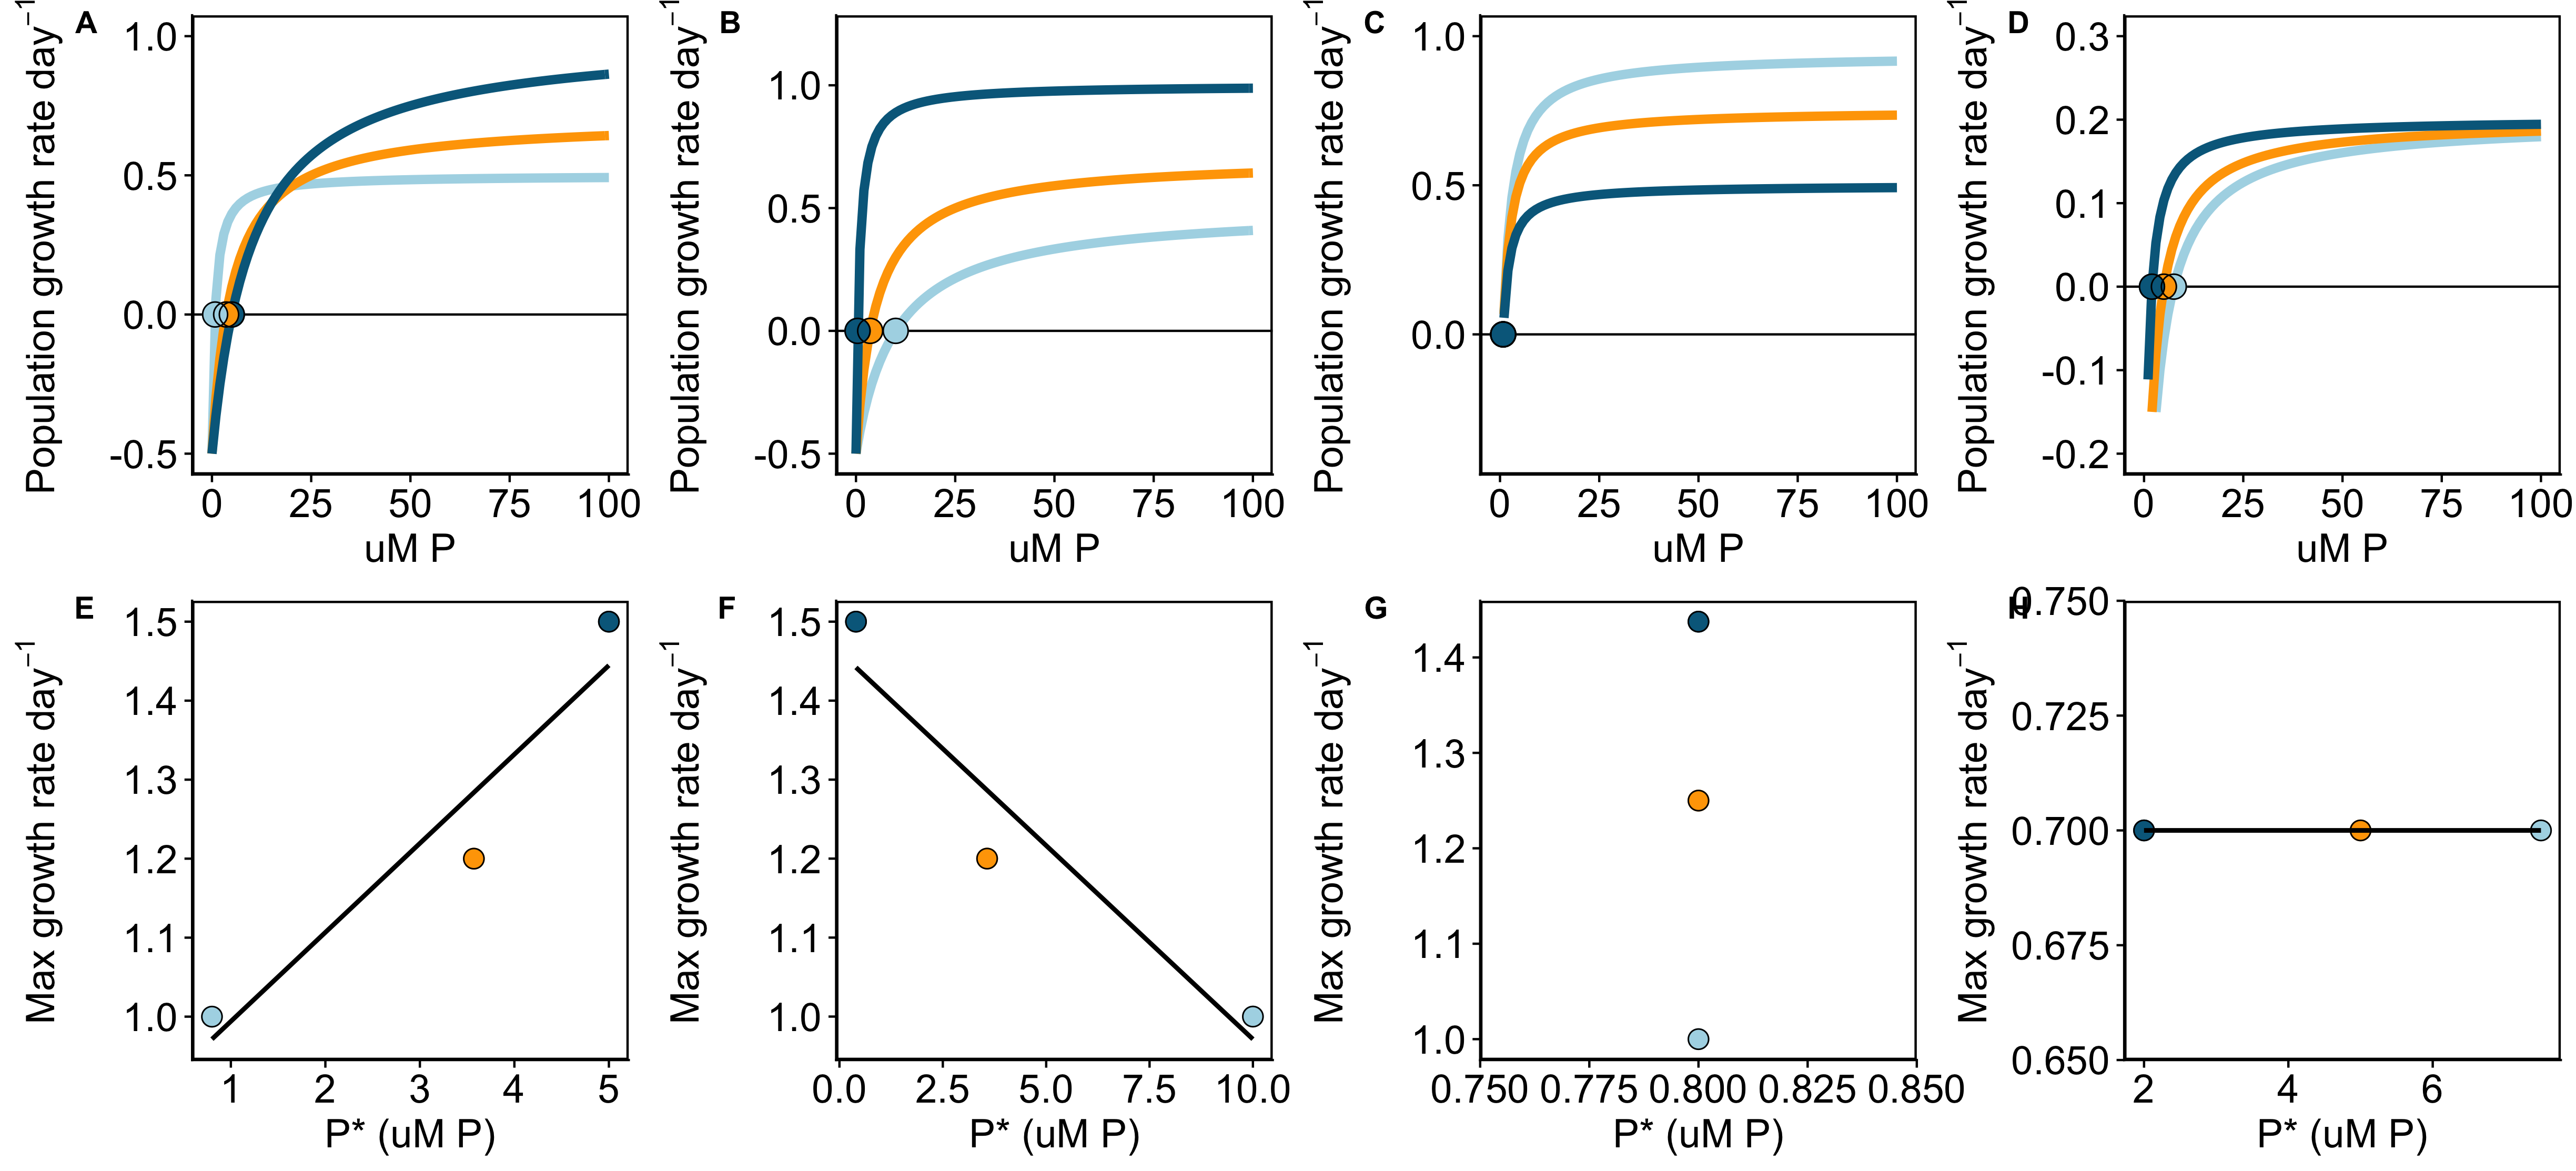 A
Population growth rate day⁻¹
1.0
0.5
0.0
-0.5
0 25 50 75 100
uM P
B
Population growth rate day⁻¹
1.0
0.5
0.0
-0.5
0 25 50 75 100
uM P
C
Population growth rate day⁻¹
1.0
0.5
0.0
0 25 50 75 100
uM P
D
Population growth rate day⁻¹
0.3
0.2
0.1
0.0
-0.1
-0.2
0 25 50 75 100
uM P
E
Max growth rate day⁻¹
1.5
1.4
1.3
1.2
1.1
1.0
1 2 3 4 5
P* (uM P)
F
Max growth rate day⁻¹
1.5
1.4
1.3
1.2
1.1
1.0
0.0 2.5 5.0 7.5 10.0
P* (uM P)
G
Max growth rate day⁻¹
1.4
1.3
1.2
1.1
1.0
0.750 0.775 0.800 0.825 0.850
P* (uM P)
H
Max growth rate day⁻¹
0.750
0.725
0.700
0.675
0.650
2 4 6
P* (uM P)